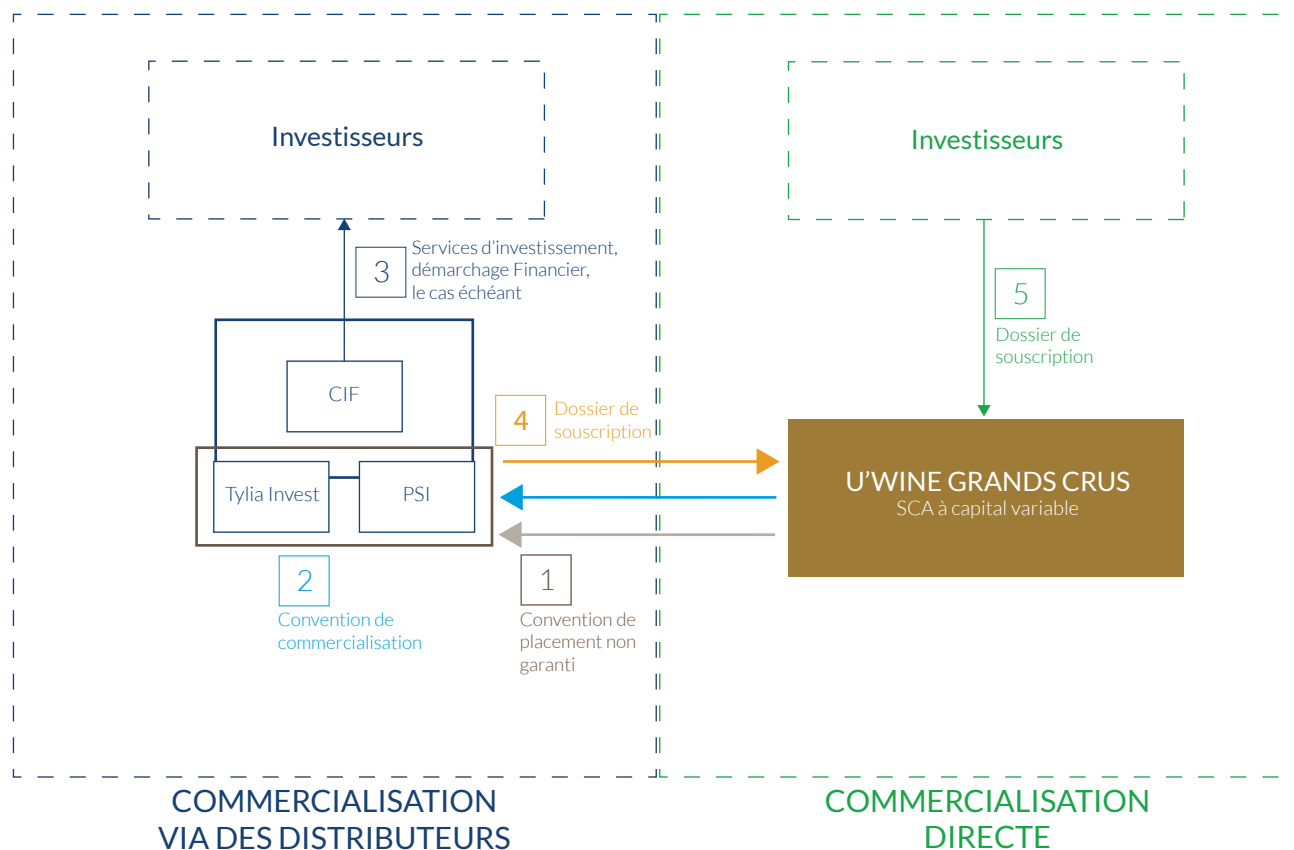 Investisseurs
3
Services d’investissement,
démarchage Financier,
le cas échéant
CIF
Tylia Invest
PSI
4
Dossier de
souscription
2
Convention de
commercialisation
1
Convention de
placement non
garanti
COMMERCIALISATION
VIA DES DISTRIBUTEURS
Investisseurs
5
Dossier de
souscription
U’WINE GRANDS CRUS
SCA à capital variable
COMMERCIALISATION
DIRECTE